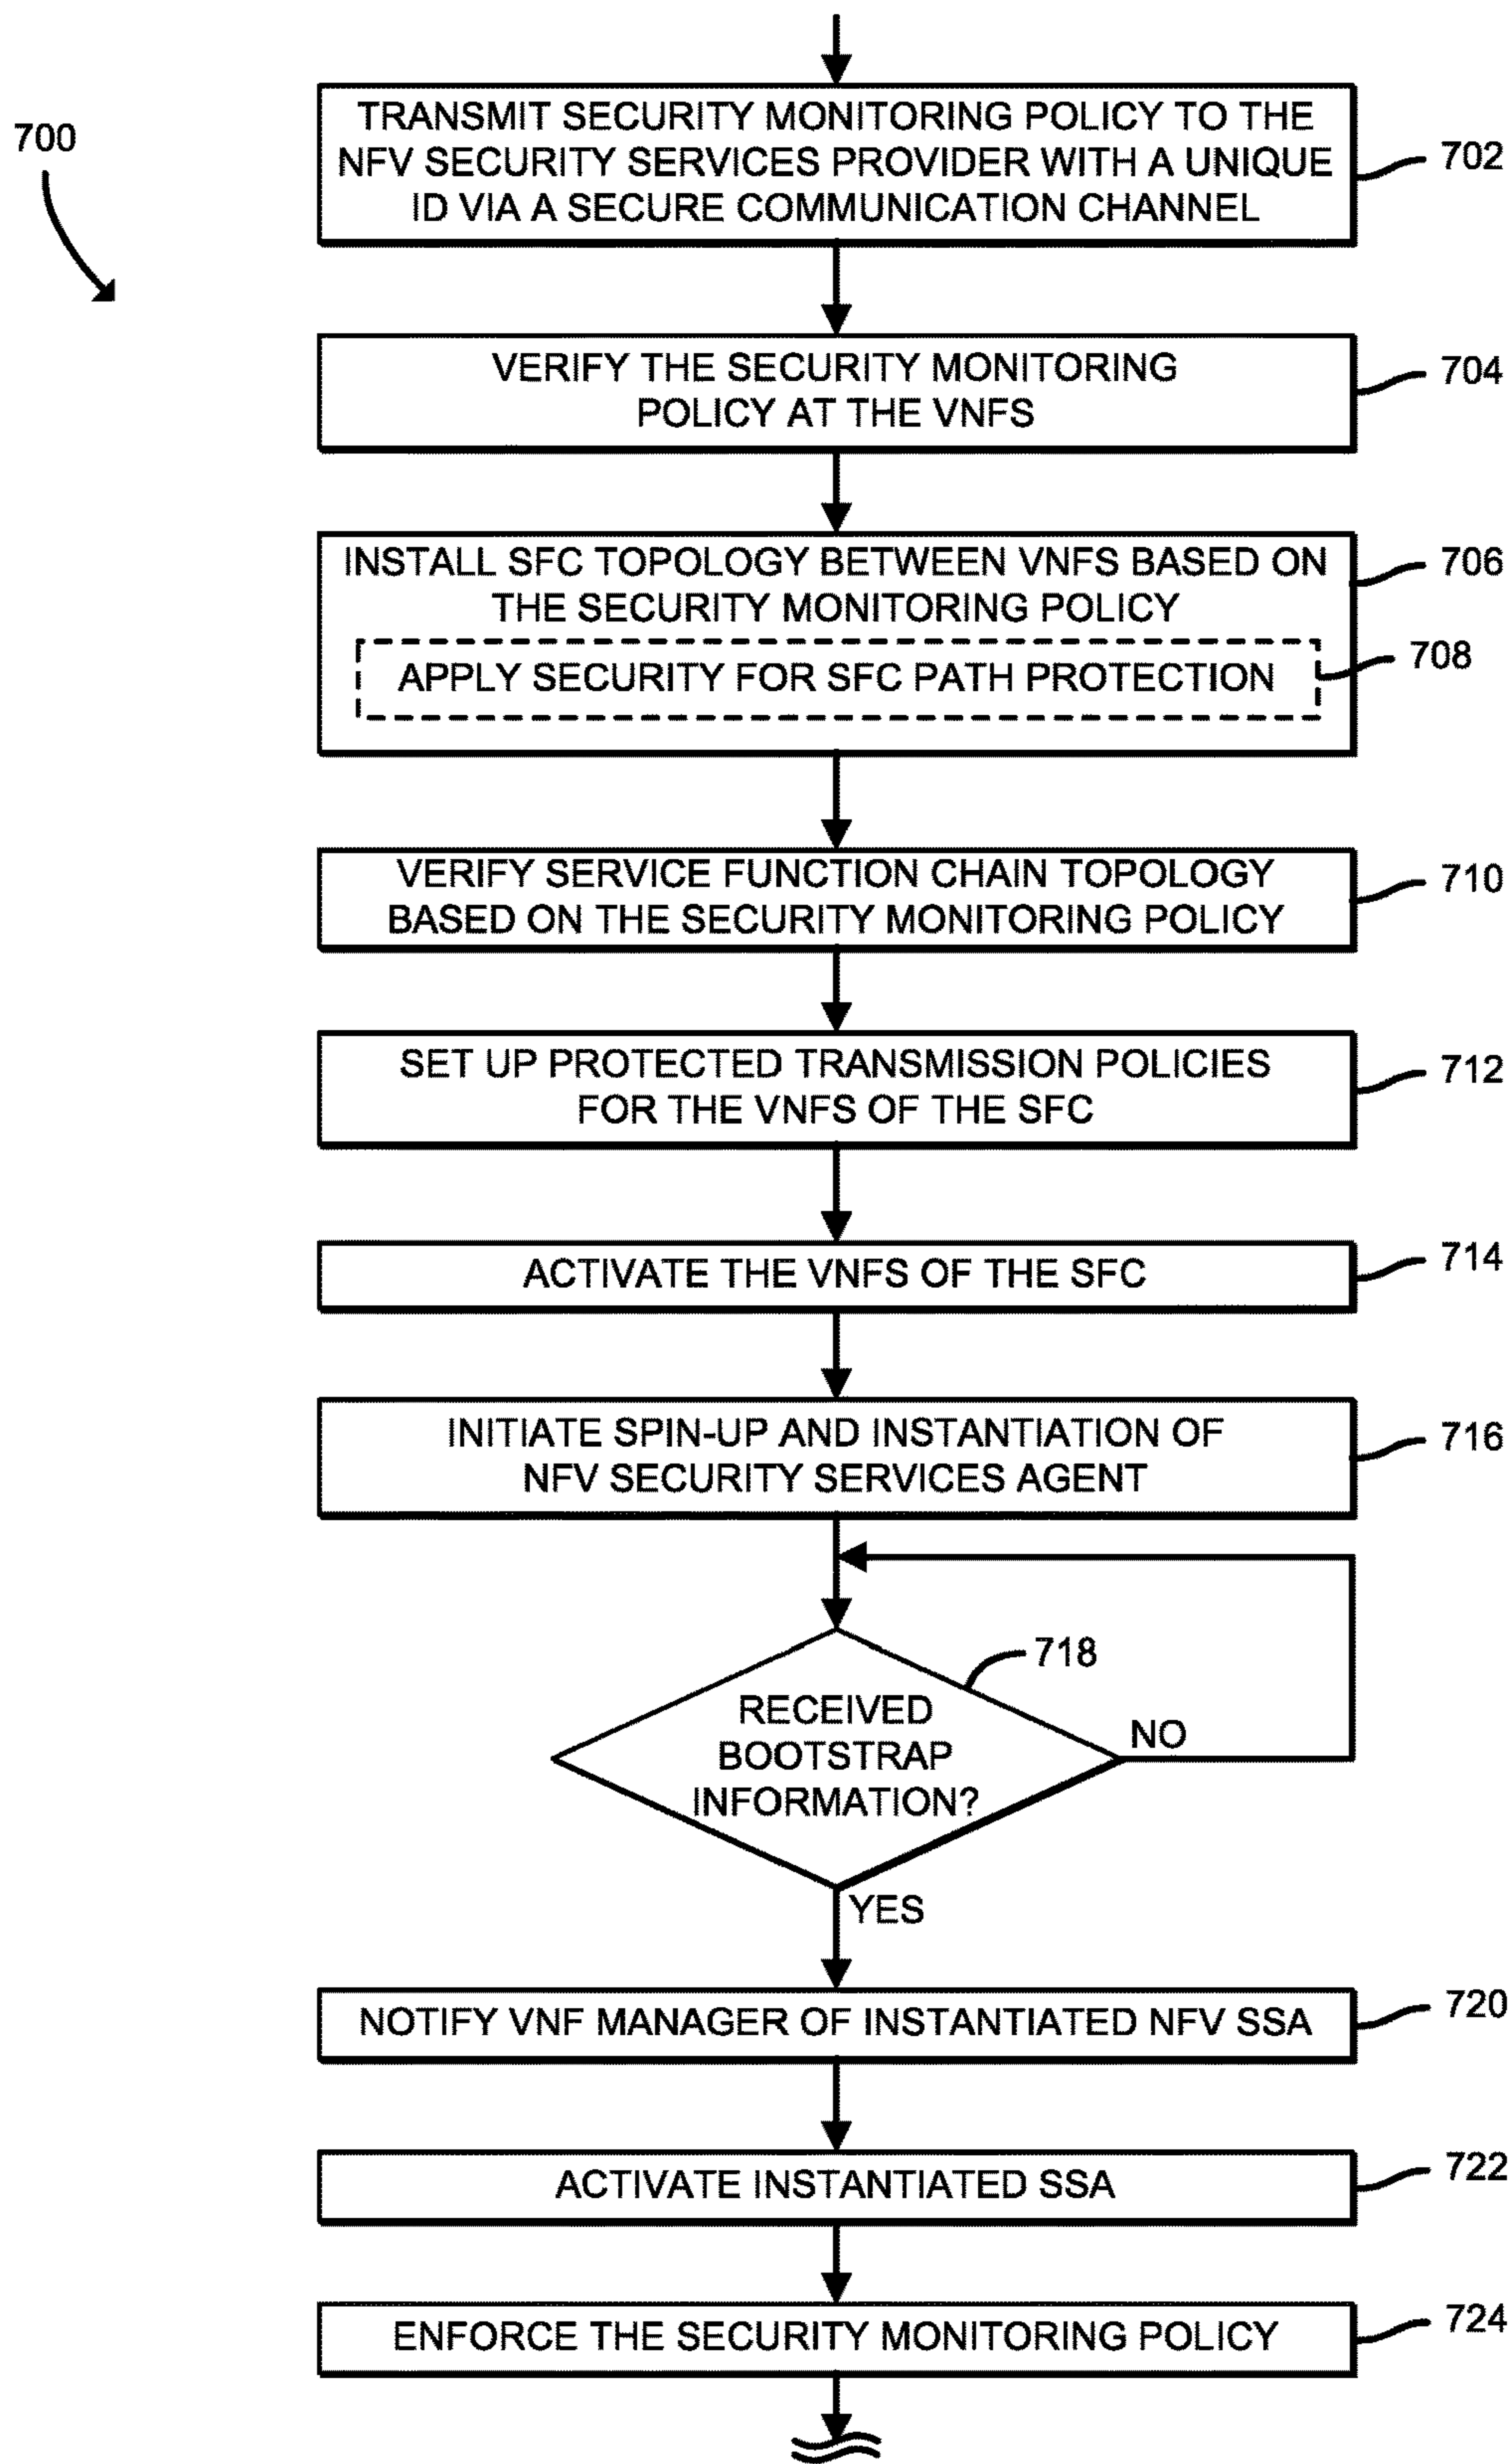 700
TRANSMIT SECURITY MONITORING POLICY TO THE
NFV SECURITY SERVICES PROVIDER WITH A UNIQUE
ID VIA A SECURE COMMUNICATION CHANNEL
702
VERIFY THE SECURITY MONITORING
POLICY AT THE VNFS
704
INSTALL SFC TOPOLOGY BETWEEN VNFS BASED ON
THE SECURITY MONITORING POLICY
706
APPLY SECURITY FOR SFC PATH PROTECTION
708
VERIFY SERVICE FUNCTION CHAIN TOPOLOGY
BASED ON THE SECURITY MONITORING POLICY
710
SET UP PROTECTED TRANSMISSION POLICIES
FOR THE VNFS OF THE SFC
712
ACTIVATE THE VNFS OF THE SFC
714
INITIATE SPIN-UP AND INSTANTIATION OF
NFV SECURITY SERVICES AGENT
716
718
RECEIVED
BOOTSTRAP
INFORMATION?
NO
YES
NOTIFY VNF MANAGER OF INSTANTIATED NFV SSA
720
ACTIVATE INSTANTIATED SSA
722
ENFORCE THE SECURITY MONITORING POLICY
724